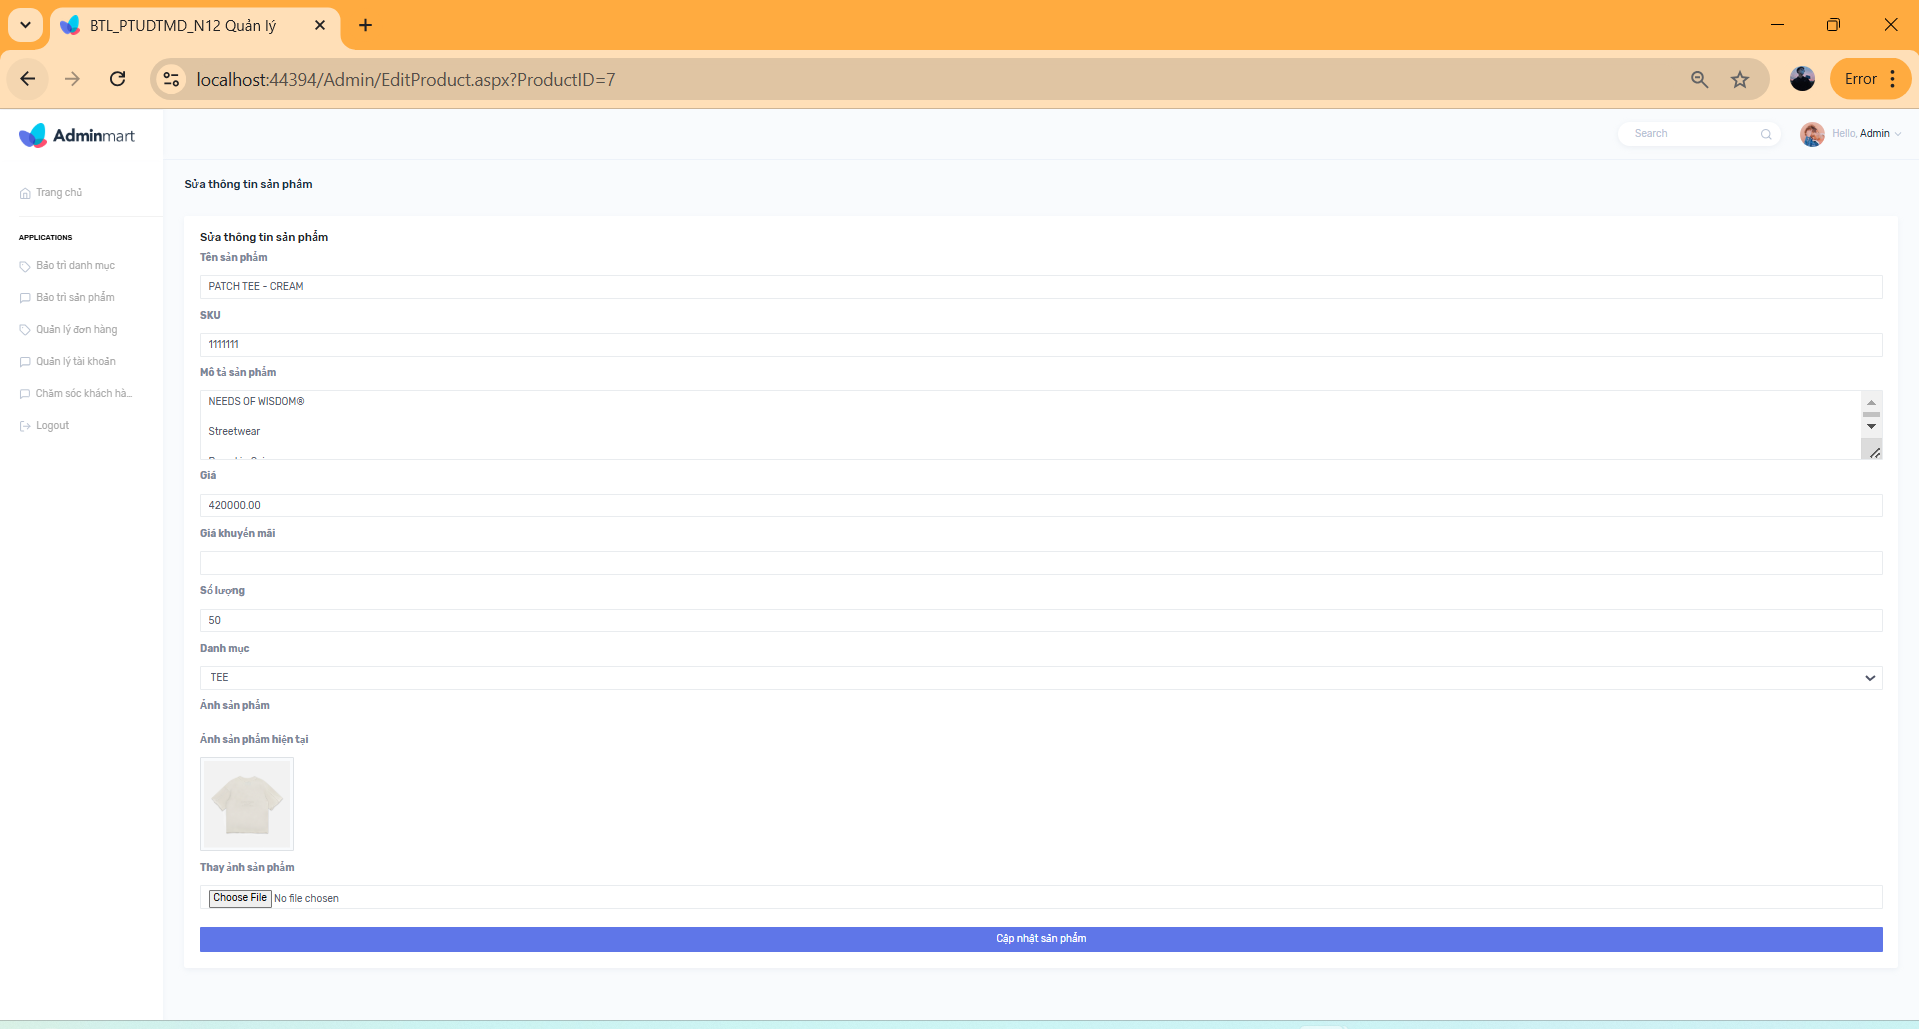 BTL_PTUDTMD_N12 Quản lý
localhost:44394/Admin/EditProduct.aspx?ProductID=7
Error
Adminmart
Search
Hello, Admin
Trang chủ
APPLICATIONS
Bảo trì danh mục
Bảo trì sản phẩm
Quản lý đơn hàng
Quản lý tài khoản
Chăm sóc khách hà...
Logout
Sửa thông tin sản phẩm
Sửa thông tin sản phẩm
Tên sản phẩm
PATCH TEE - CREAM
SKU
1111111
Mô tả sản phẩm
NEEDS OF WISDOM®
Streetwear
Giá
420000.00
Giá khuyến mãi
Số lượng
50
Danh mục
TEE
Ảnh sản phẩm
Ảnh sản phẩm hiện tại
Thay ảnh sản phẩm
Choose File No file chosen
Cập nhật sản phẩm